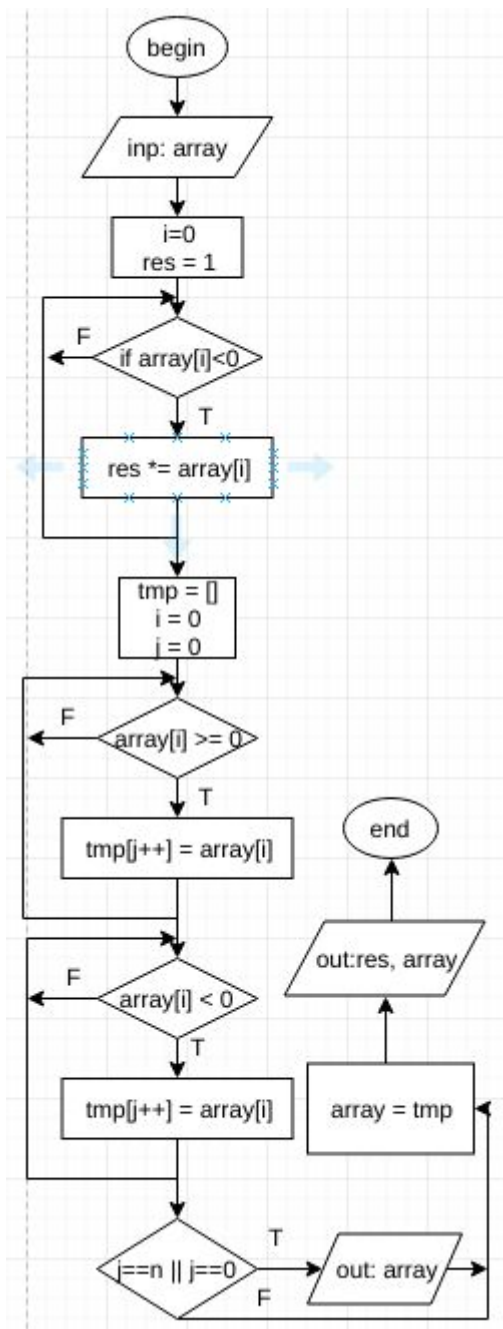 begin
inp: array
i=0
res = 1
F
if array[i]<0
T
res *= array[i]
tmp = []
i = 0
j = 0
F
array[i] >= 0
T
tmp[j++] = array[i]
F
array[i] < 0
T
tmp[j++] = array[i]
j==n || j==0
T
F
out: array
array = tmp
out:res, array
end